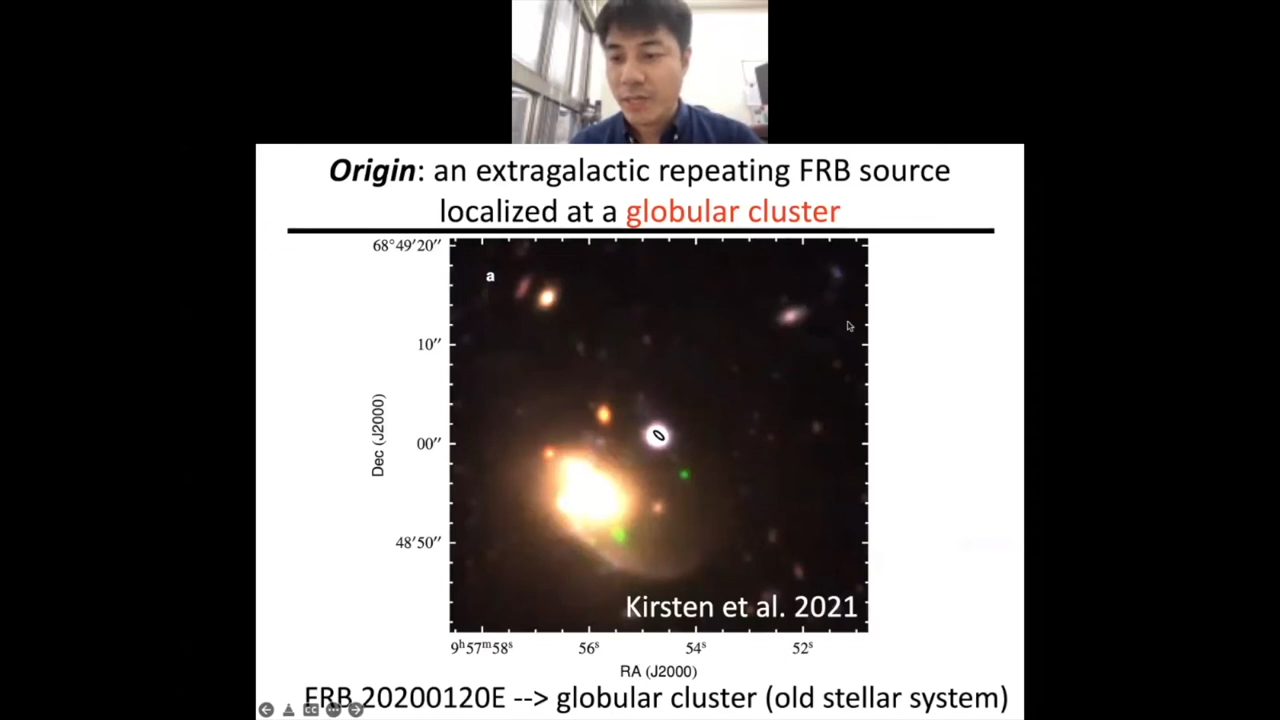 Origin: an extragalactic repeating FRB source
localized at a globular cluster
68°49′20″
a
10″
00″
48′50″
Dec (J2000)
Kirsten et al. 2021
9ʰ57ᵐ58ˢ 56ˢ 54ˢ 52ˢ
RA (J2000)
FRB 20200120E --> globular cluster (old stellar system)
CC